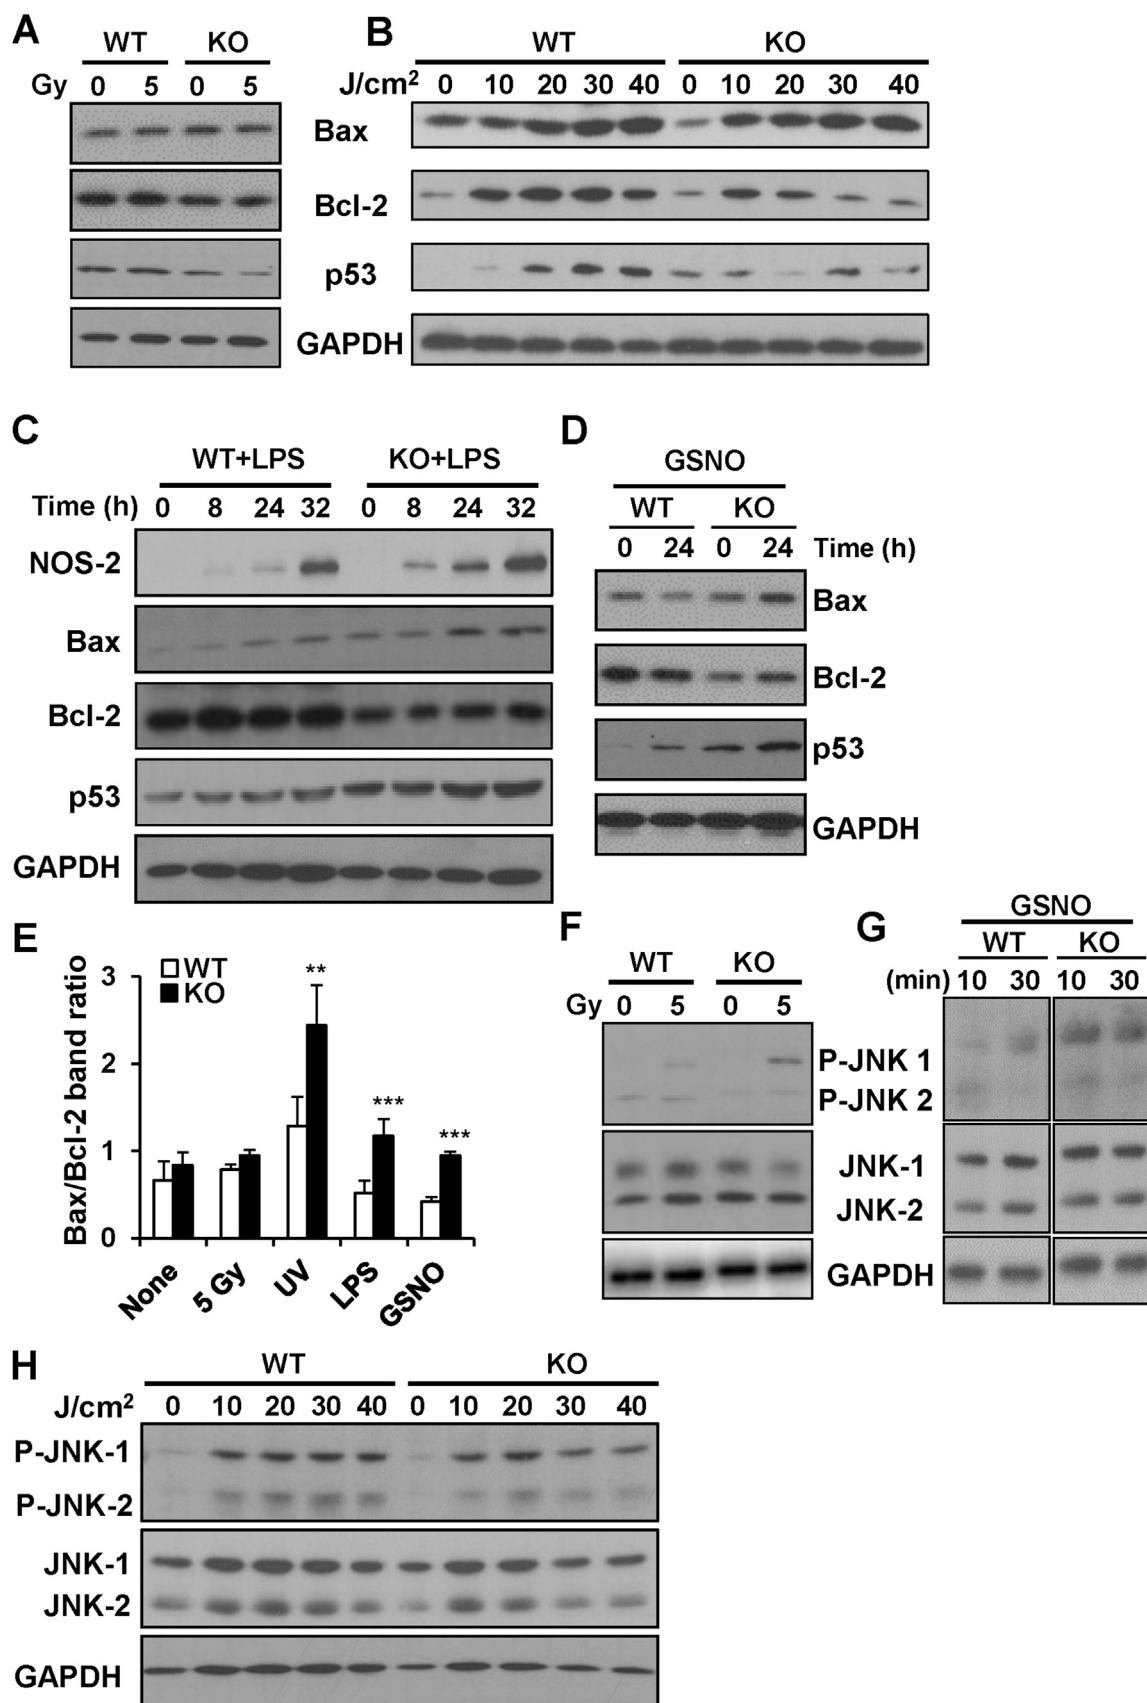 A
WT KO
Gy 0 5 0 5
B
WT KO
J/cm² 0 10 20 30 40 0 10 20 30 40
Bax
Bcl-2
p53
GAPDH
C
WT+LPS KO+LPS
Time (h) 0 8 24 32 0 8 24 32
NOS-2
Bax
Bcl-2
p53
GAPDH
D
GSNO
WT KO
0 24 0 24 Time (h)
Bax
Bcl-2
p53
GAPDH
E
Bax/Bcl-2 band ratio
WT
KO
3
2
1
0
**
***
***
None 5 Gy UV LPS GSNO
F
WT KO
Gy 0 5 0 5
G
GSNO
WT KO
(min) 10 30 10 30
P-JNK 1
P-JNK 2
JNK-1
JNK-2
GAPDH
H
WT KO
J/cm² 0 10 20 30 40 0 10 20 30 40
P-JNK-1
P-JNK-2
JNK-1
JNK-2
GAPDH